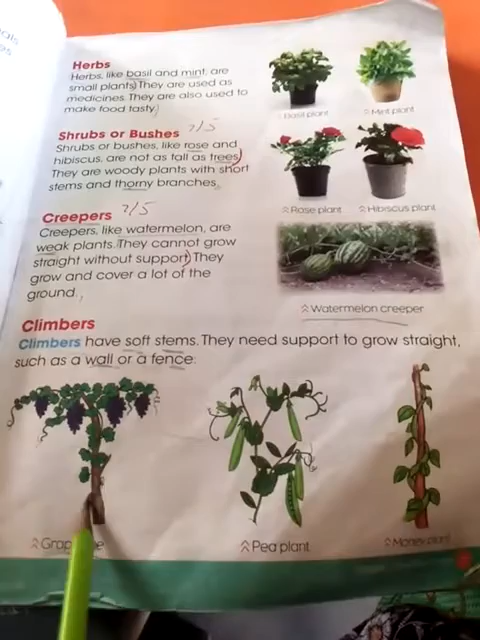 Herbs
Herbs, like basil and mint, are
small plants. They are used as
medicines. They are also used to
make food tasty.
Basil plant
Mint plant
Shrubs or Bushes
Shrubs or bushes, like rose and
hibiscus, are not as tall as trees.
They are woody plants with short
stems and thorny branches.
Rose plant
Hibiscus plant
Creepers
Creepers, like watermelon, are
weak plants. They cannot grow
straight without support. They
grow and cover a lot of the
ground.
Watermelon creeper
Climbers
Climbers have soft stems. They need support to grow straight,
such as a wall or a fence.
Pea plant
Money plant